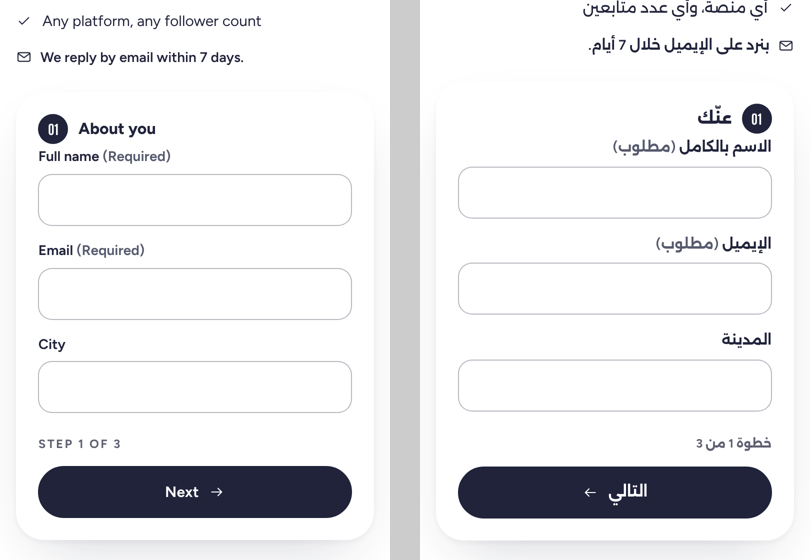 Any platform, any follower count
We reply by email within 7 days.
01 About you
Full name (Required)
Email (Required)
City
STEP 1 OF 3
Next →
أي منصة، وأي عدد متابعين
بنرد على الإيميل خلال 7 أيام.
01 عنّك
الاسم بالكامل (مطلوب)
الإيميل (مطلوب)
المدينة
خطوة 1 من 3
التالي ←